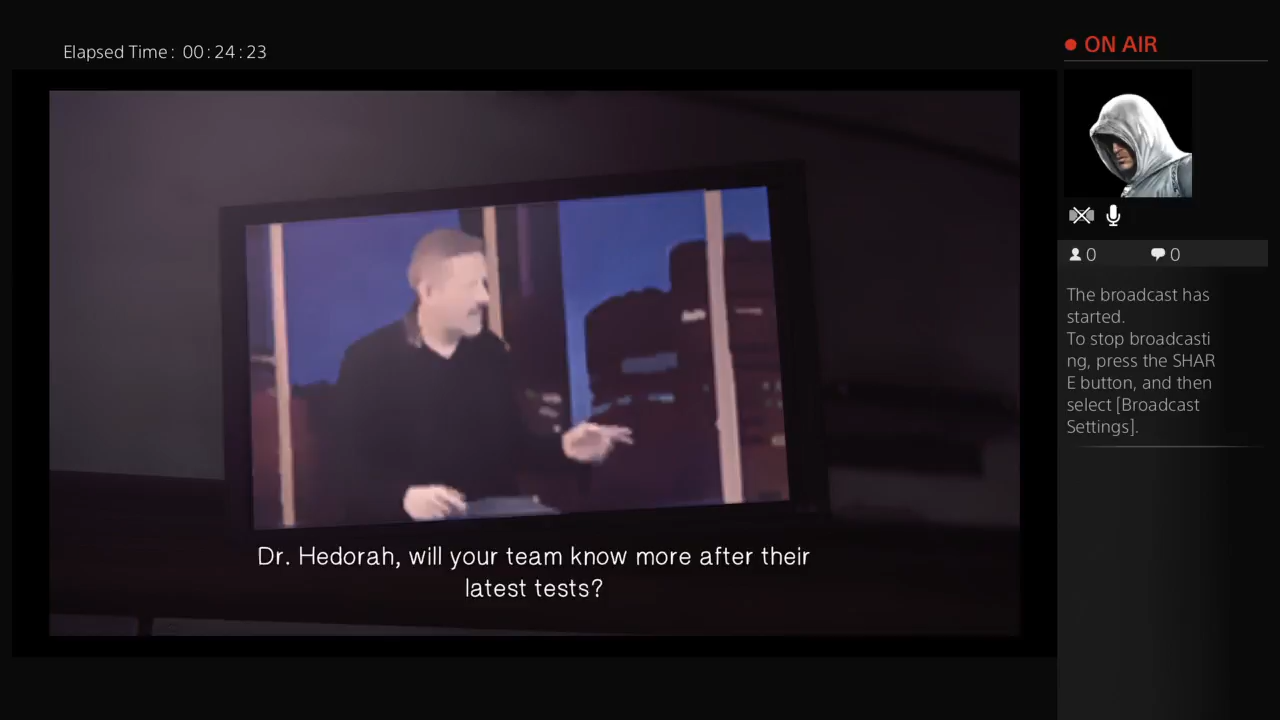 Elapsed Time: 00:24:23
ON AIR
0 0
The broadcast has
started.
To stop broadcasti
ng, press the SHAR
E button, and then
select [Broadcast
Settings].
Dr. Hedorah, will your team know more after their
latest tests?